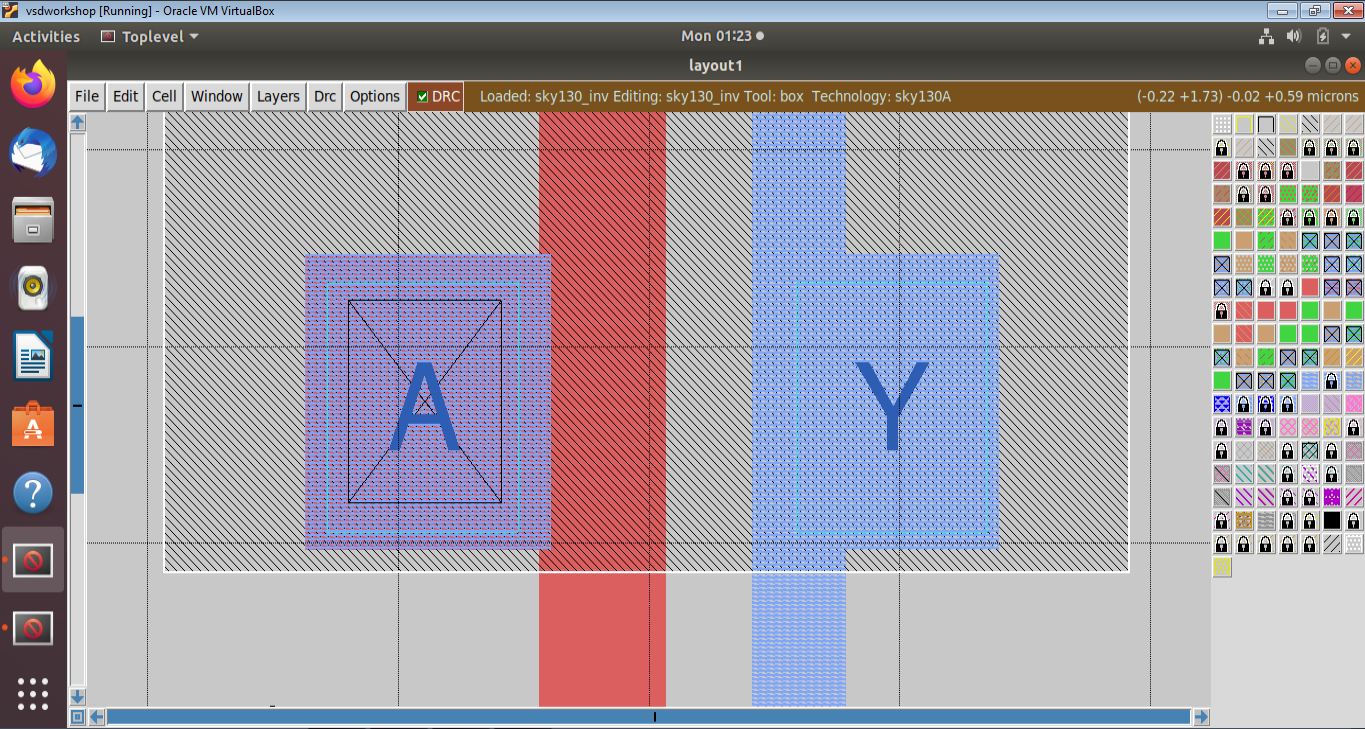 vsdworkshop [Running] - Oracle VM VirtualBox
Activities Toplevel Mon 01:23
layout1
File Edit Cell Window Layers Drc Options DRC Loaded: sky130_inv Editing: sky130_inv Tool: box Technology: sky130A (-0.22 +1.73) -0.02 +0.59 microns
A Y